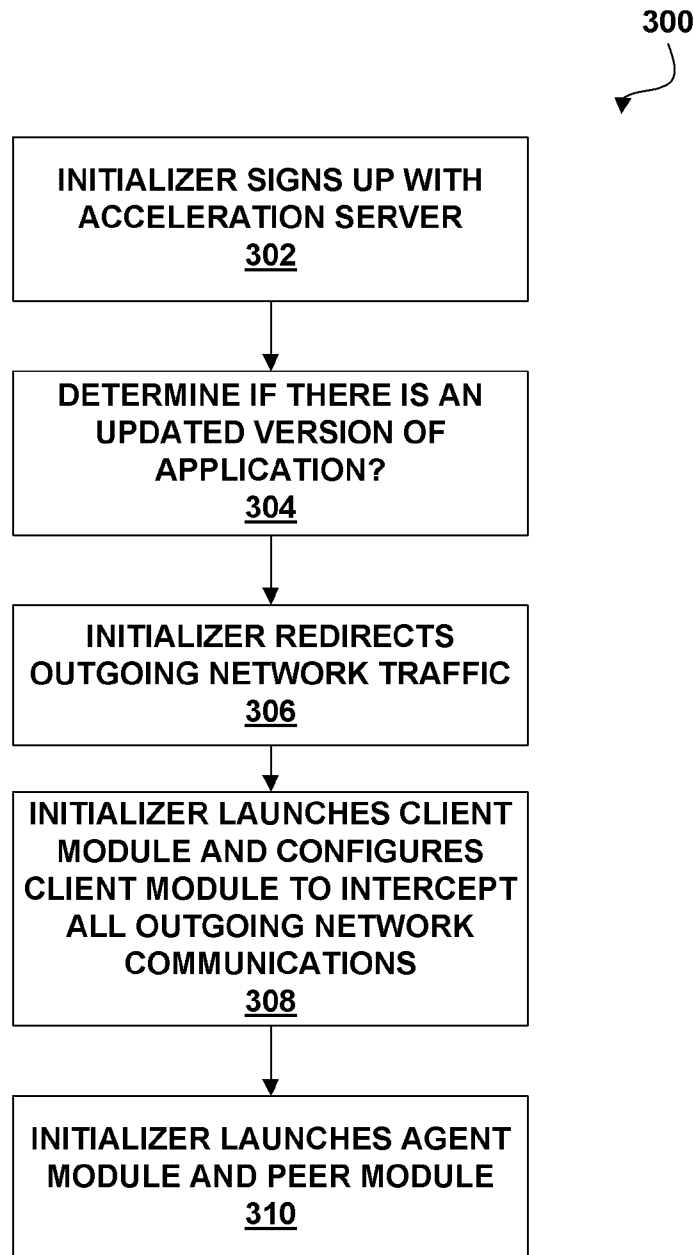 300
INITIALIZER SIGNS UP WITH
ACCELERATION SERVER
302
DETERMINE IF THERE IS AN
UPDATED VERSION OF
APPLICATION?
304
INITIALIZER REDIRECTS
OUTGOING NETWORK TRAFFIC
306
INITIALIZER LAUNCHES CLIENT
MODULE AND CONFIGURES
CLIENT MODULE TO INTERCEPT
ALL OUTGOING NETWORK
COMMUNICATIONS
308
INITIALIZER LAUNCHES AGENT
MODULE AND PEER MODULE
310